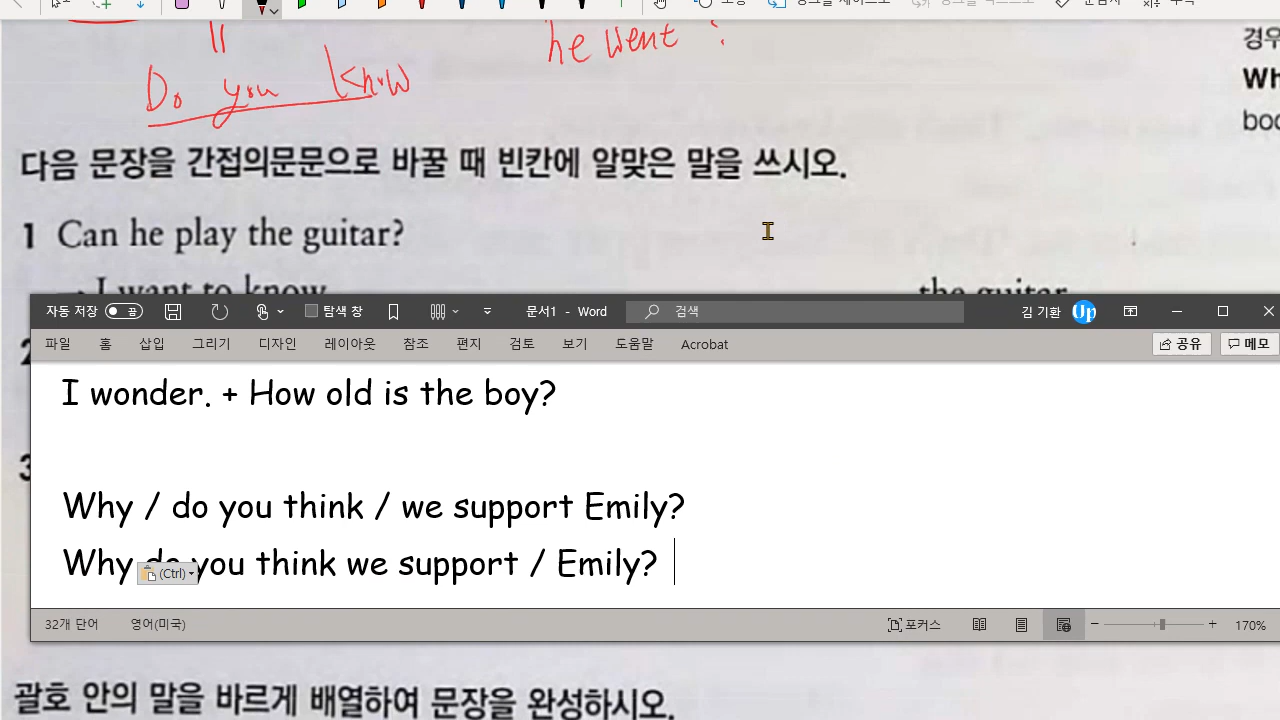 he went ?
Do you know
경우
Wh
boo
다음 문장을 간접의문문으로 바꿀 때 빈칸에 알맞은 말을 쓰시오.
1 Can he play the guitar?
I want to know the guitar
자동 저장 끔 탐색 창 문서1 - Word 검색 김 기환 Up
파일 홈 삽입 그리기 디자인 레이아웃 참조 편지 검토 보기 도움말 Acrobat 공유 메모
2
I wonder. + How old is the boy?
3
Why / do you think / we support Emily?
Why do you think we support / Emily?
(Ctrl)
32개 단어 영어(미국) 포커스 170%
괄호 안의 말을 바르게 배열하여 문장을 완성하시오.